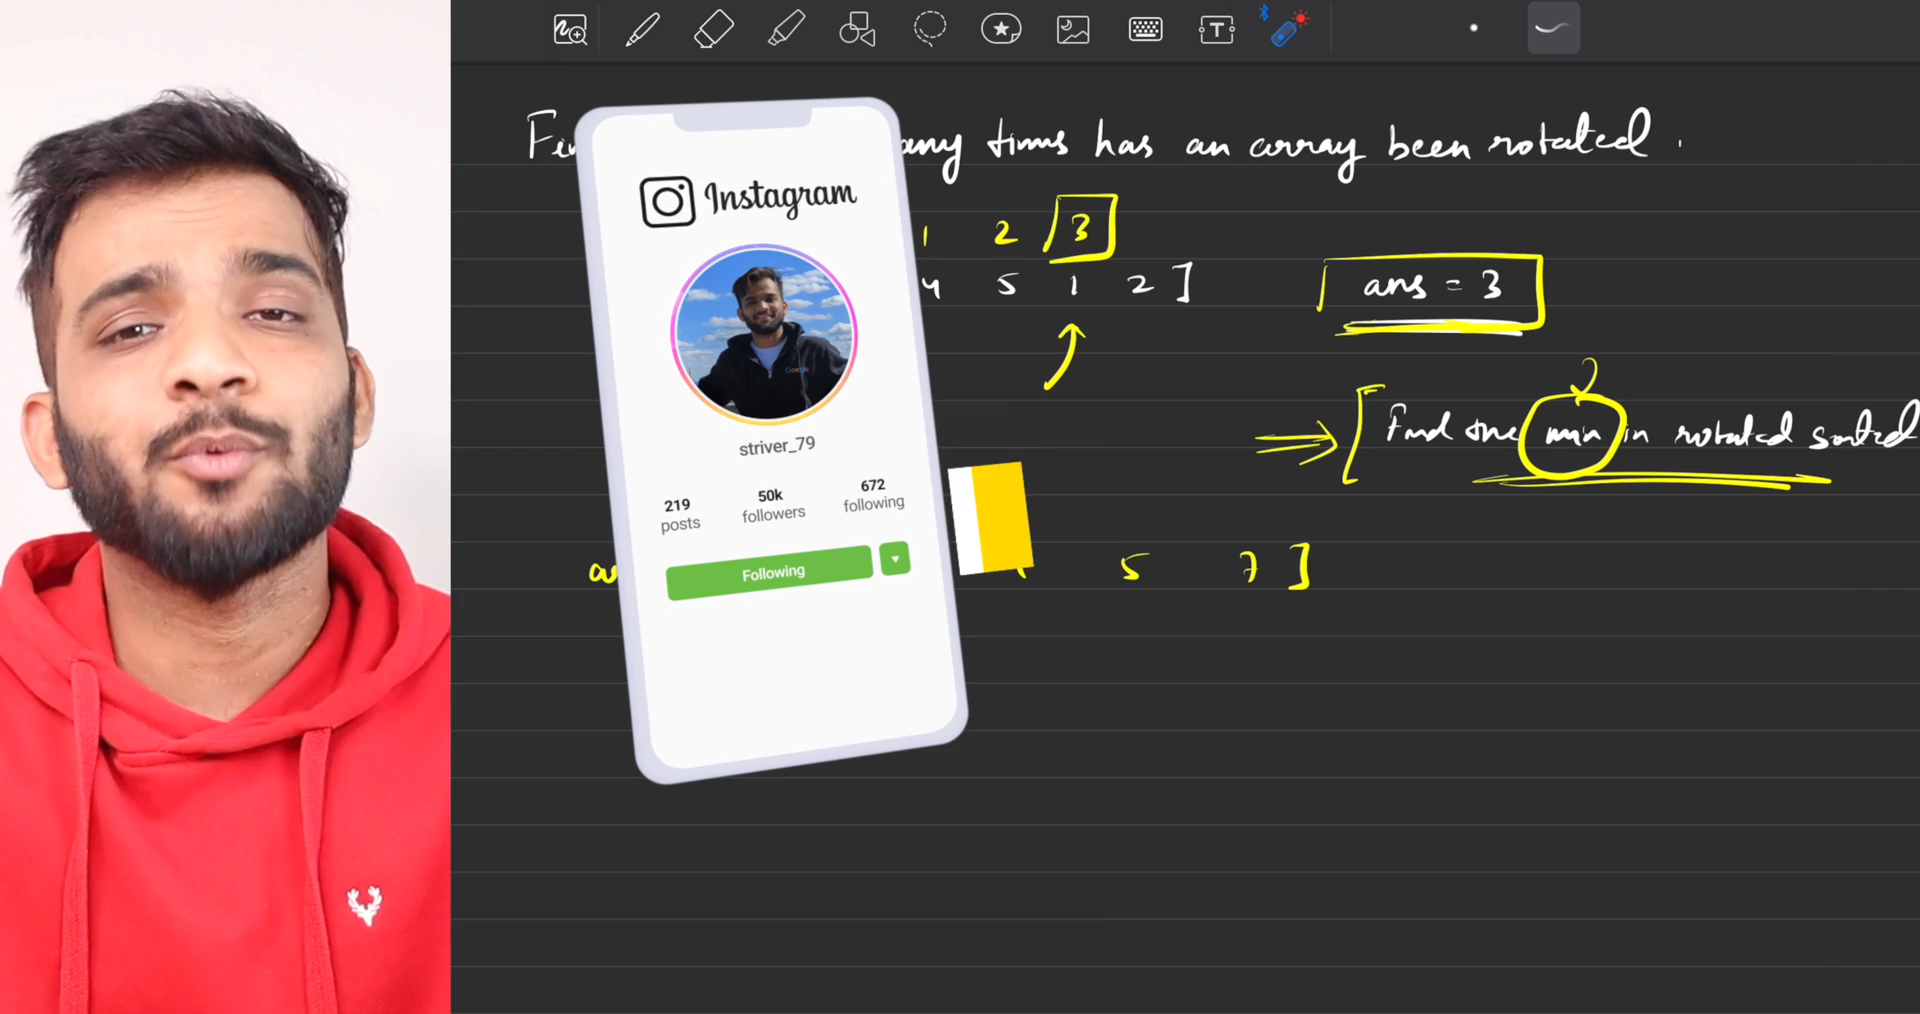 any times has an array been rotated.
Instagram
1 2 3
4 5 1 2 ]
ans = 3
striver_79
Find the min in rotated sorted
219 50k 672
posts followers following
5 7 ]
Following